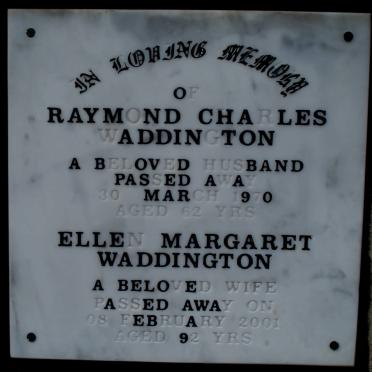 IN LOVING MEMORY
OF
RAYMOND CHARLES
WADDINGTON
A BELOVED HUSBAND
PASSED AWAY
30 MARCH 1970
AGED 62 YRS
ELLEN MARGARET
WADDINGTON
A BELOVED WIFE
PASSED AWAY ON
08 FEBRUARY 2001
AGED 92 YRS